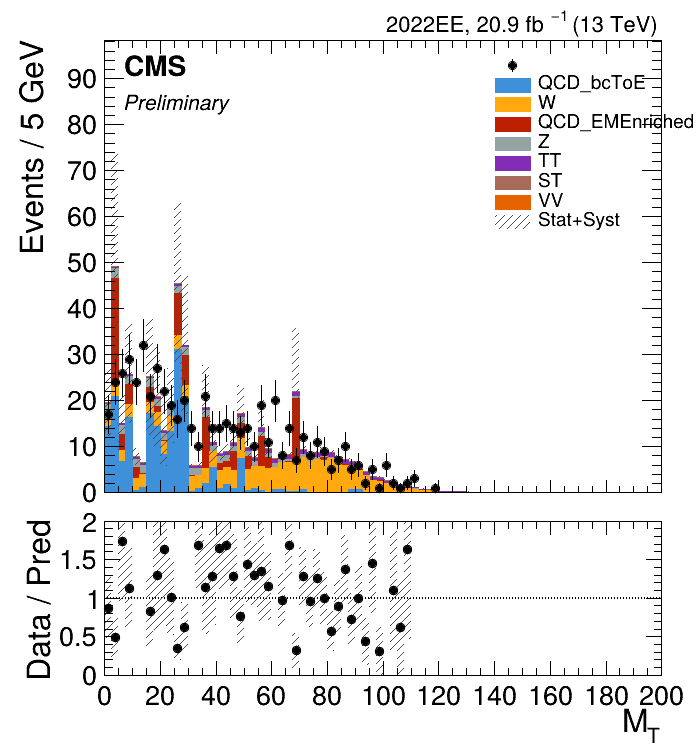 2022EE, 20.9 fb ⁻¹ (13 TeV)
Events / 5 GeV
CMS
Preliminary
QCD_bcToE
W
QCD_EMEnriched
Z
TT
ST
VV
Stat+Syst
90
80
70
60
50
40
30
20
10
0
Data / Pred
2
1.5
1
0.5
0
0 20 40 60 80 100 120 140 160 180 200
M_T